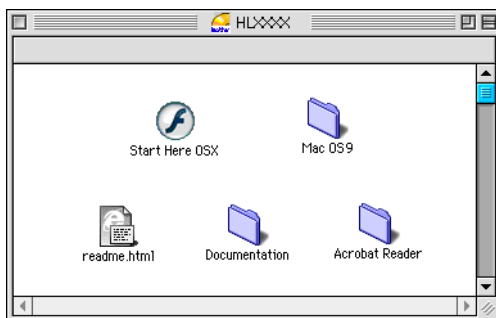 HLXXXX
Start Here OSX
Mac OS9
readme.html
Documentation
Acrobat Reader